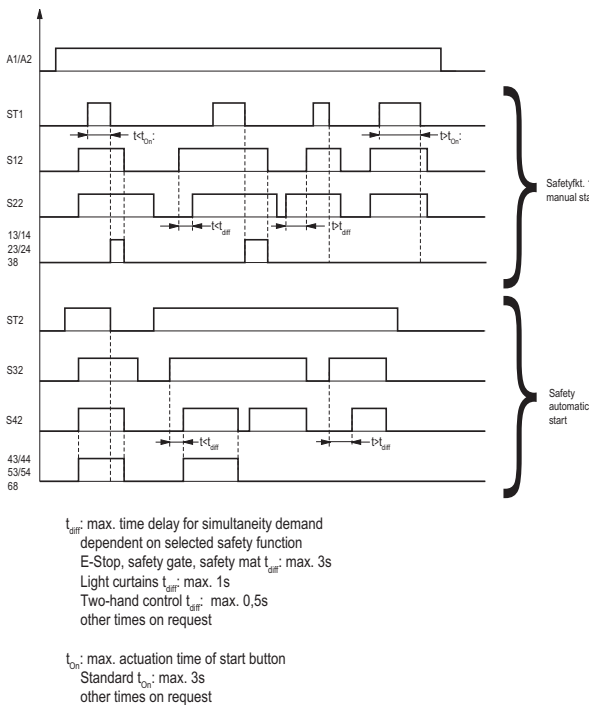 A1/A2
ST1
t<t_On:
t>t_On:
S12
S22
t<t_diff
t>t_diff
13/14
23/24
38
Safetyfkt. 1
manual sta
ST2
S32
S42
t<t_diff
t>t_diff
43/44
53/54
68
Safety
automatic
start
t_diff: max. time delay for simultaneity demand
dependent on selected safety function
E-Stop, safety gate, safety mat t_diff: max. 3s
Light curtains t_diff: max. 1s
Two-hand control t_diff: max. 0,5s
other times on request
t_On: max. actuation time of start button
Standard t_On: max. 3s
other times on request